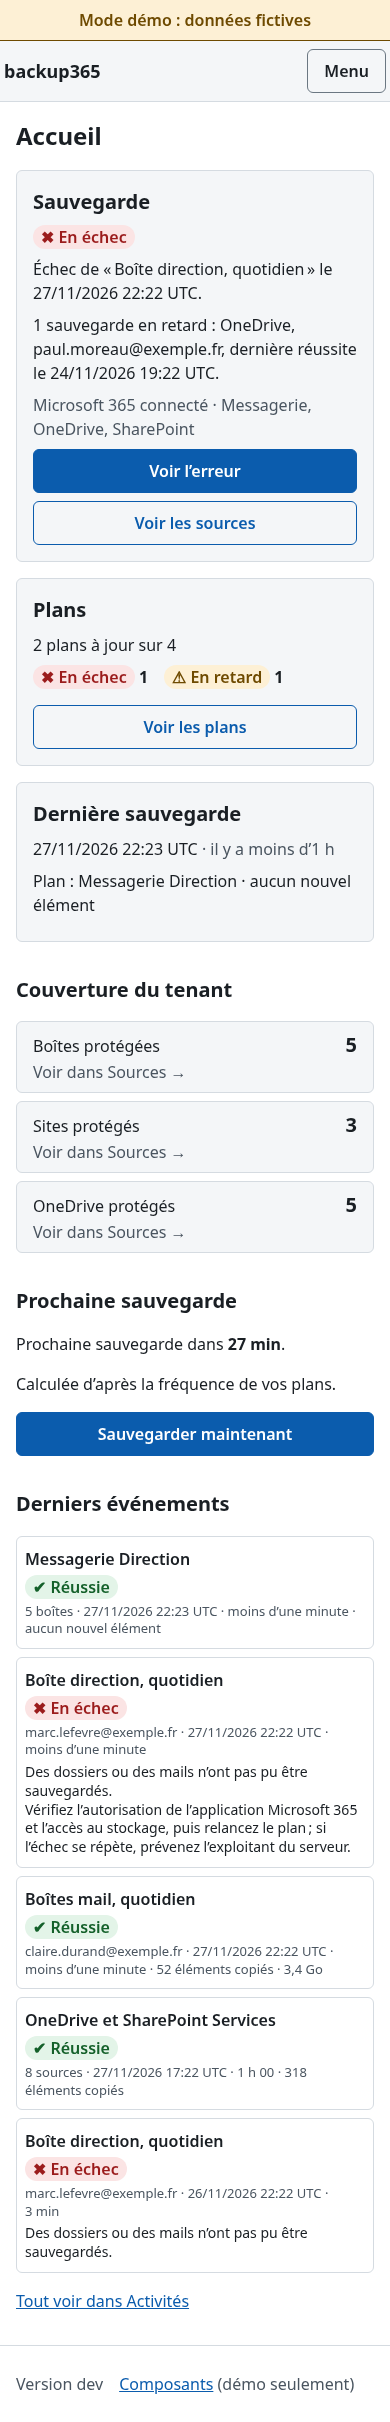 Mode démo : données fictives
backup365
Menu
Accueil
Sauvegarde
✖ En échec
Échec de « Boîte direction, quotidien » le
27/11/2026 22:22 UTC.
1 sauvegarde en retard : OneDrive,
paul.moreau@exemple.fr, dernière réussite
le 24/11/2026 19:22 UTC.
Microsoft 365 connecté · Messagerie,
OneDrive, SharePoint
Voir l’erreur
Voir les sources
Plans
2 plans à jour sur 4
✖ En échec 1 ⚠ En retard 1
Voir les plans
Dernière sauvegarde
27/11/2026 22:23 UTC · il y a moins d’1 h
Plan : Messagerie Direction · aucun nouvel
élément
Couverture du tenant
Boîtes protégées 5
Voir dans Sources →
Sites protégés 3
Voir dans Sources →
OneDrive protégés 5
Voir dans Sources →
Prochaine sauvegarde
Prochaine sauvegarde dans 27 min.
Calculée d’après la fréquence de vos plans.
Sauvegarder maintenant
Derniers événements
Messagerie Direction
✔ Réussie
5 boîtes · 27/11/2026 22:23 UTC · moins d’une minute ·
aucun nouvel élément
Boîte direction, quotidien
✖ En échec
marc.lefevre@exemple.fr · 27/11/2026 22:22 UTC ·
moins d’une minute
Des dossiers ou des mails n’ont pas pu être
sauvegardés.
Vérifiez l’autorisation de l’application Microsoft 365
et l’accès au stockage, puis relancez le plan ; si
l’échec se répète, prévenez l’exploitant du serveur.
Boîtes mail, quotidien
✔ Réussie
claire.durand@exemple.fr · 27/11/2026 22:22 UTC ·
moins d’une minute · 52 éléments copiés · 3,4 Go
OneDrive et SharePoint Services
✔ Réussie
8 sources · 27/11/2026 17:22 UTC · 1 h 00 · 318
éléments copiés
Boîte direction, quotidien
✖ En échec
marc.lefevre@exemple.fr · 26/11/2026 22:22 UTC ·
3 min
Des dossiers ou des mails n’ont pas pu être
sauvegardés.
Tout voir dans Activités
Version dev Composants (démo seulement)